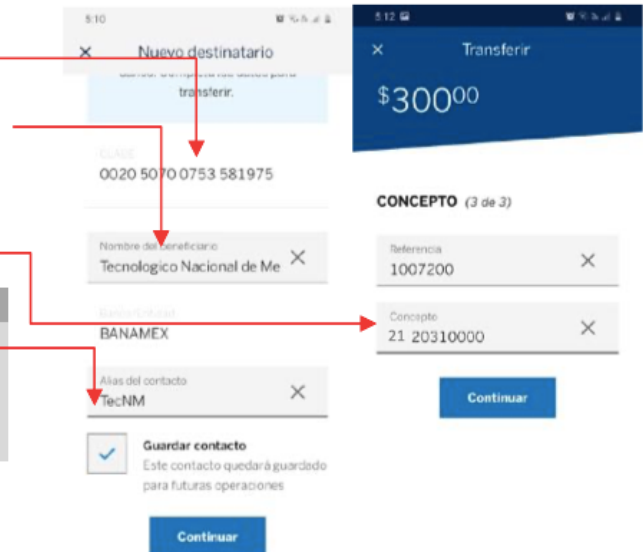 5:10
Nuevo destinatario
transferir.
CLABE
0020 5070 0753 581975
Nombre del beneficiario
Tecnologico Nacional de Me
BANAMEX
Alias del contacto
TecNM
Guardar contacto
Este contacto quedará guardado
para futuras operaciones
Continuar
5:12
Transferir
$300⁰⁰
CONCEPTO (3 de 3)
Referencia
1007200
Concepto
21 20310000
Continuar